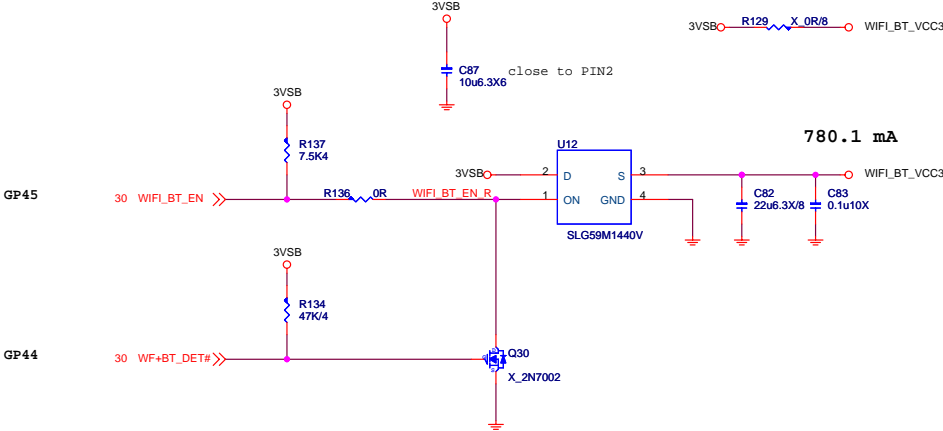 3VSB
3VSB
R129
X_0R/8
WIFI_BT_VCC3
C87
10u6.3X6
close to PIN2
3VSB
R137
7.5K4
780.1 mA
U12
3VSB
2
D
S
3
WIFI_BT_VCC3
GP45
30
WIFI_BT_EN
R136
0R
WIFI_BT_EN_R
1
ON
GND
4
C82
22u6.3X/8
C83
0.1u10X
SLG59M1440V
3VSB
R134
47K/4
GP44
30
WF+BT_DET#
Q30
X_2N7002